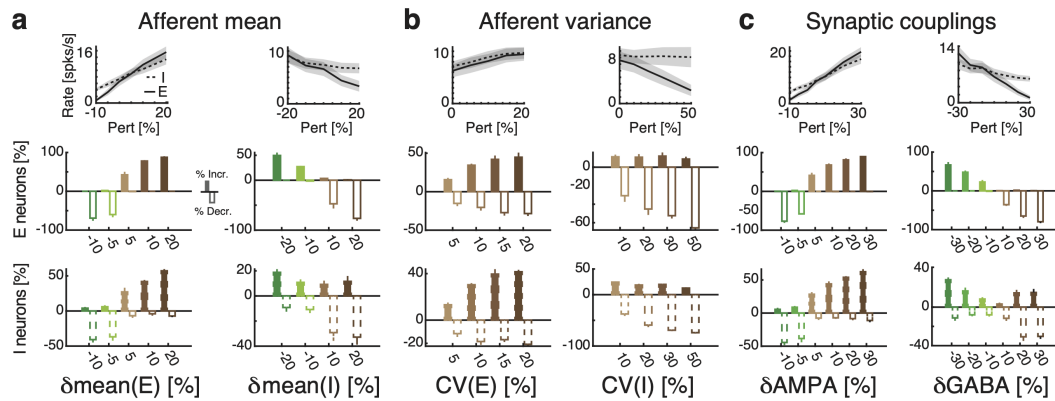 a Afferent mean b Afferent variance c Synaptic couplings
Rate [spks/s]
16
0
-10 20
Pert [%]
I
E
10
0
-20 20
Pert [%]
10
0
0 20
Pert [%]
8
0
0 50
Pert [%]
20
0
-10 30
Pert [%]
14
0
-30 30
Pert [%]
E neurons [%]
100
0
-100
-10 -5 5 10 20
% Incr.
% Decr.
50
0
-100
-20 -10 10 20
50
0
-50
5 10 15 20
0
-20
-60
10 20 30 50
100
0
-100
-10 -5 5 10 20 30
100
0
-100
-30 -20 -10 10 20 30
I neurons [%]
50
0
-50
-10 -5 5 10 20
40
0
-40
-20 -10 10 20
40
0
-20
5 10 15 20
50
0
-100
10 20 30 50
50
0
-50
-10 -5 5 10 20 30
40
0
-40
-30 -20 -10 10 20 30
δmean(E) [%] δmean(I) [%] CV(E) [%] CV(I) [%] δAMPA [%] δGABA [%]